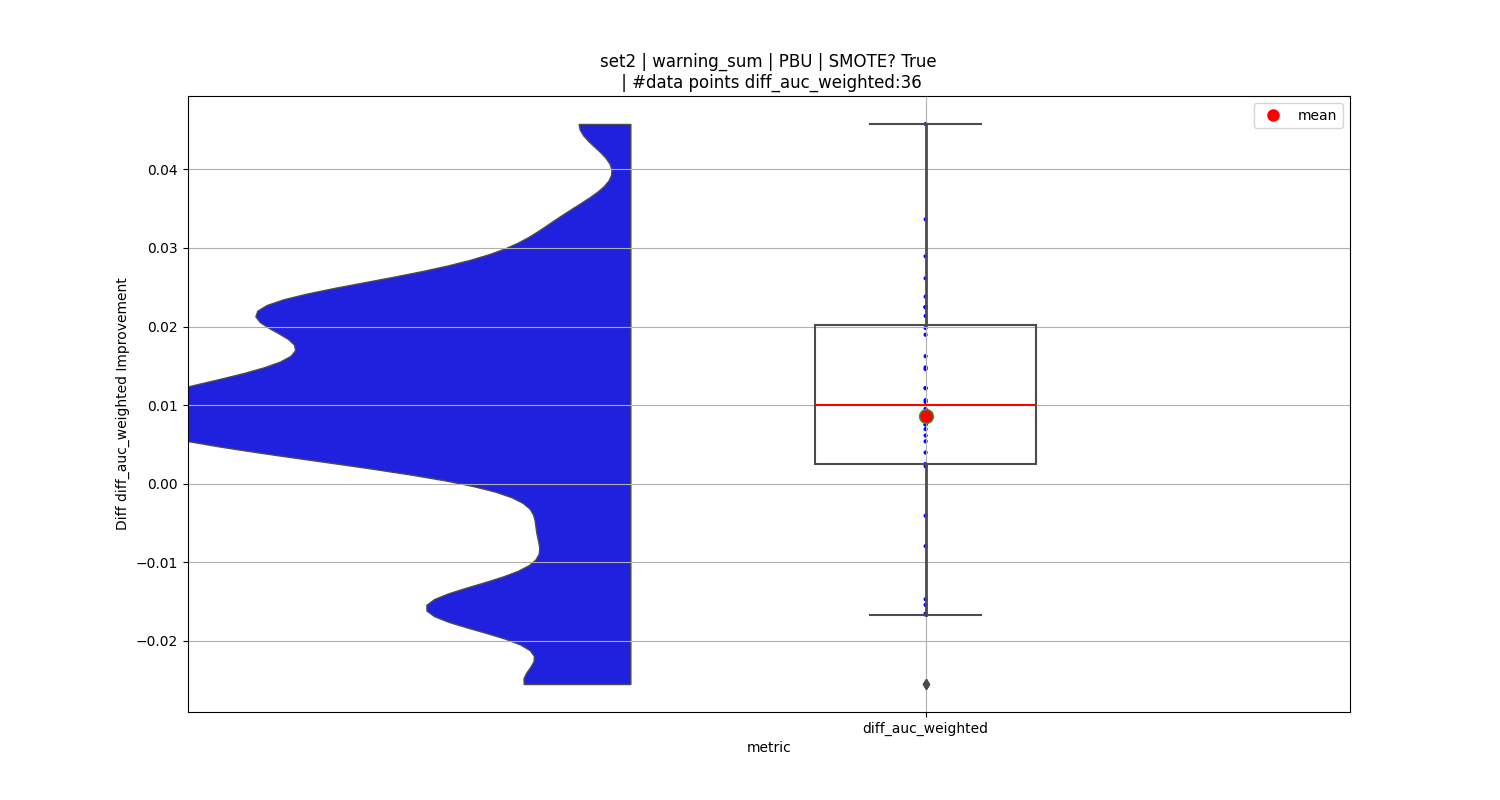 set2 | warning_sum | PBU | SMOTE? True
| #data points diff_auc_weighted:36
mean
0.04
0.03
0.02
0.01
0.00
−0.01
−0.02
Diff diff_auc_weighted Improvement
diff_auc_weighted
metric